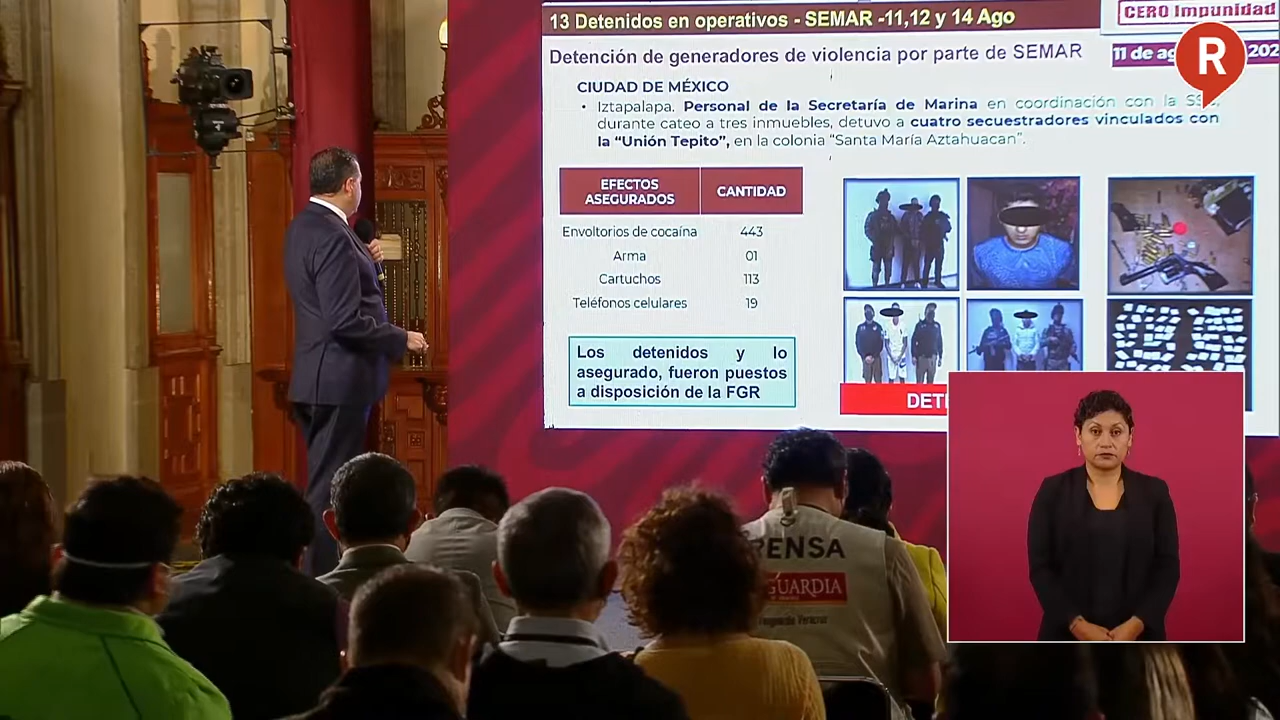 13 Detenidos en operativos - SEMAR -11,12 y 14 Ago
CERO Impunidad
R
Detención de generadores de violencia por parte de SEMAR
11 de
CIUDAD DE MÉXICO
• Iztapalapa. Personal de la Secretaría de Marina en coordinación con la
durante cateo a tres inmuebles, detuvo a cuatro secuestradores vinculados con
la “Unión Tepito”, en la colonia “Santa María Aztahuacan”.
EFECTOS ASEGURADOS CANTIDAD
Envoltorios de cocaína 443
Arma 01
Cartuchos 113
Teléfonos celulares 19
Los detenidos y lo
asegurado, fueron puestos
a disposición de la FGR
RENSA
GUARDIA
Veracruz